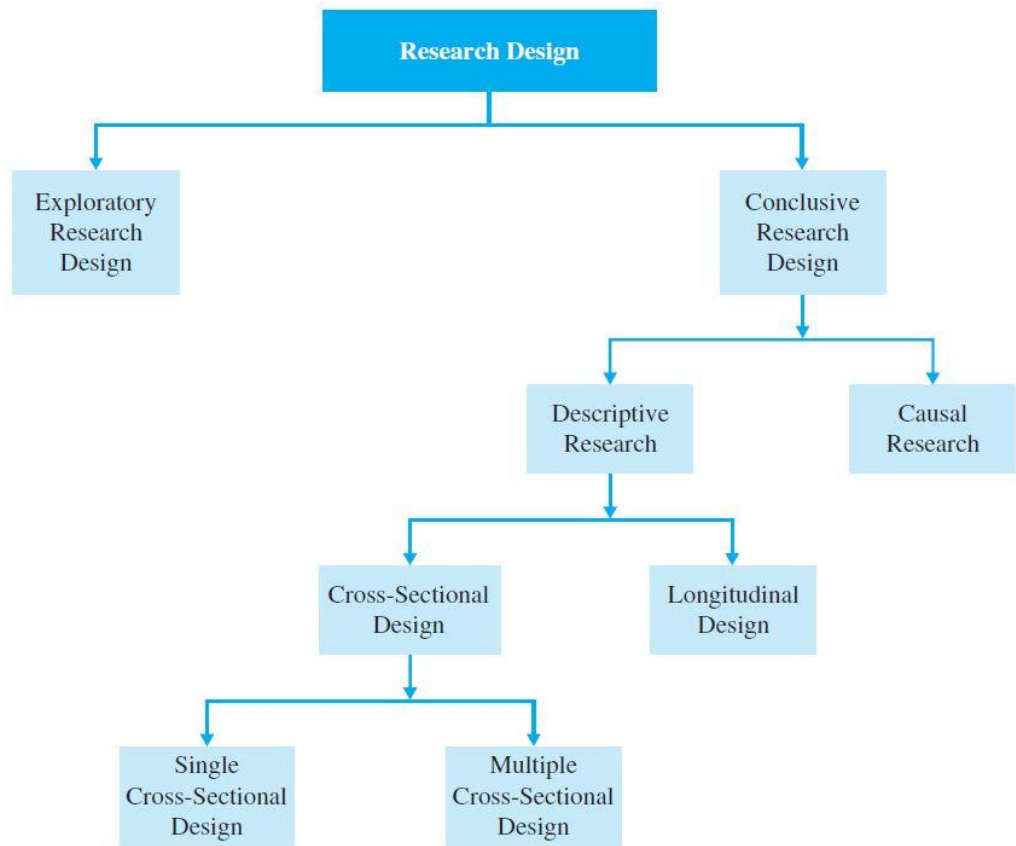 Research Design
Exploratory
Research
Design
Conclusive
Research
Design
Descriptive
Research
Causal
Research
Cross-Sectional
Design
Longitudinal
Design
Single
Cross-Sectional
Design
Multiple
Cross-Sectional
Design